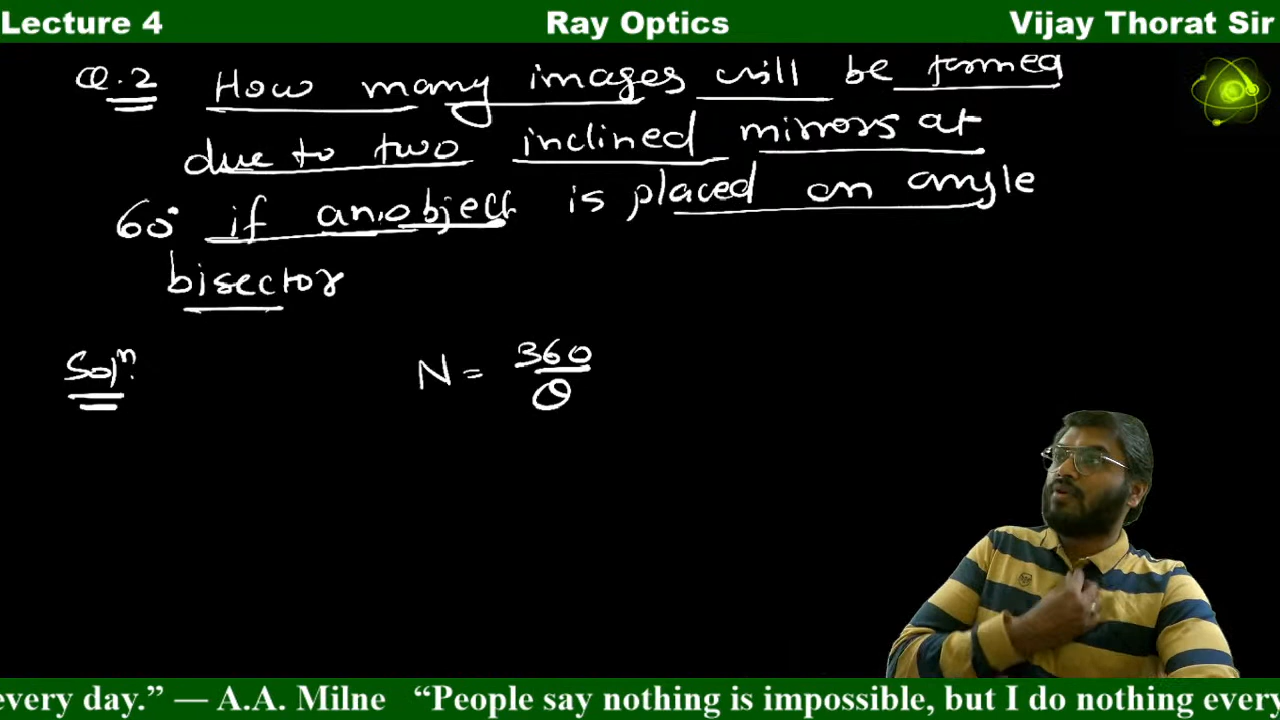 Lecture 4 Ray Optics Vijay Thorat Sir
Q.2 How many images will be formed
due to two inclined mirrors at
60° if an object is placed on angle
bisector
Solⁿ: N = 360/θ
every day.” — A.A. Milne “People say nothing is impossible, but I do nothing every